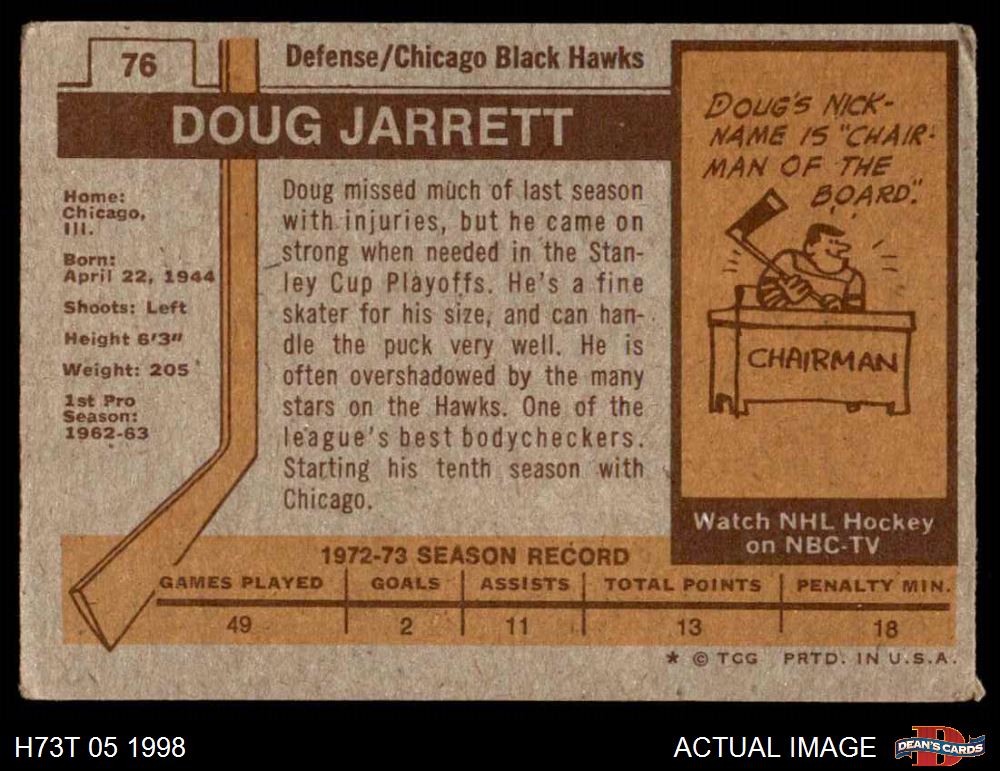 76
Defense/Chicago Black Hawks
DOUG JARRETT
Home:
Chicago,
Ill.
Born:
April 22, 1944
Shoots: Left
Height 6'3"
Weight: 205
1st Pro
Season:
1962-63
Doug missed much of last season
with injuries, but he came on
strong when needed in the Stan-
ley Cup Playoffs. He's a fine
skater for his size, and can han-
dle the puck very well. He is
often overshadowed by the many
stars on the Hawks. One of the
league's best bodycheckers.
Starting his tenth season with
Chicago.
DOUG'S NICK-
NAME IS "CHAIR-
MAN OF THE
BOARD."
CHAIRMAN
Watch NHL Hockey
on NBC-TV
1972-73 SEASON RECORD
GAMES PLAYED GOALS ASSISTS TOTAL POINTS PENALTY MIN.
49 2 11 13 18
* © TCG PRTD. IN U.S.A.
H73T 05 1998
ACTUAL IMAGE
D
DEAN'S CARDS